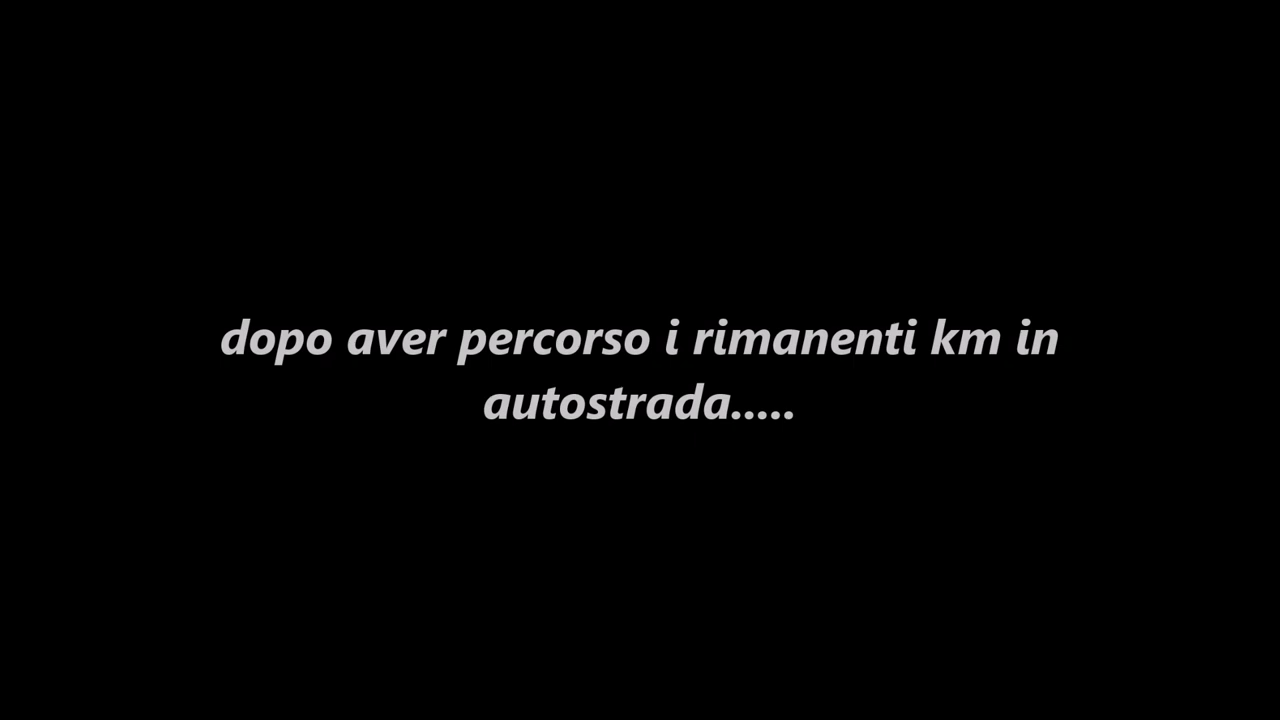 dopo aver percorso i rimanenti km in
autostrada.....